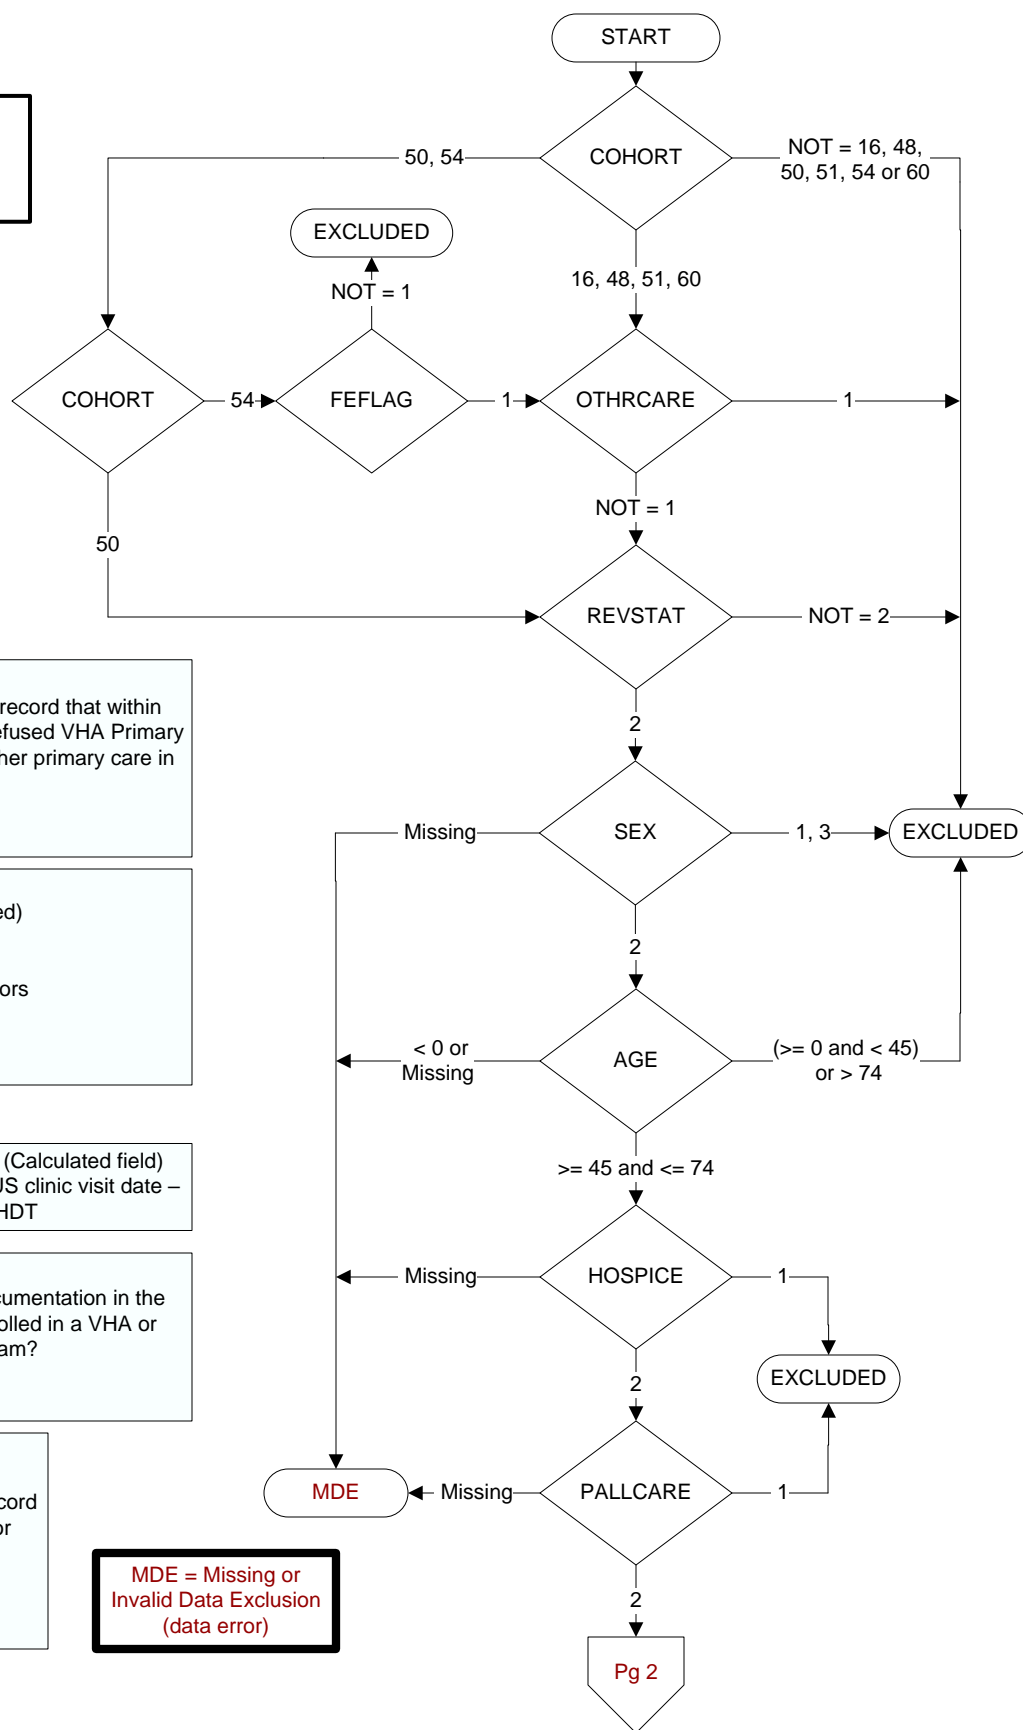 START
COHORT
50, 54
NOT = 16, 48,
50, 51, 54 or 60
EXCLUDED
NOT = 1
16, 48, 51, 60
COHORT
54
FEFLAG
1
OTHRCARE
1
NOT = 1
50
REVSTAT
NOT = 2
record that within
efused VHA Primary
her primary care in
2
Missing
SEX
1, 3
EXCLUDED
ed)
ors
2
< 0 or
Missing
AGE
(>= 0 and < 45)
or > 74
(Calculated field)
US clinic visit date –
HDT
>= 45 and <= 74
cumentation in the
olled in a VHA or
am?
Missing
HOSPICE
1
2
EXCLUDED
cord
or
MDE
Missing
PALLCARE
1
MDE = Missing or
Invalid Data Exclusion
(data error)
2
Pg 2